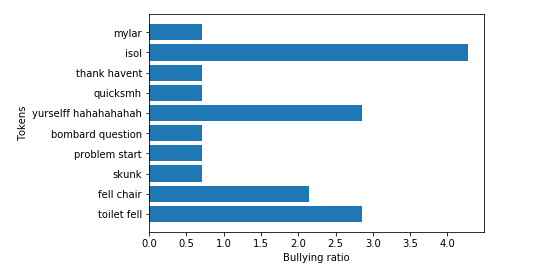 mylar
isol
thank havent
quicksmh
yurselff hahahahahah
bombard question
problem start
skunk
fell chair
toilet fell
Tokens
0.0 0.5 1.0 1.5 2.0 2.5 3.0 3.5 4.0
Bullying ratio